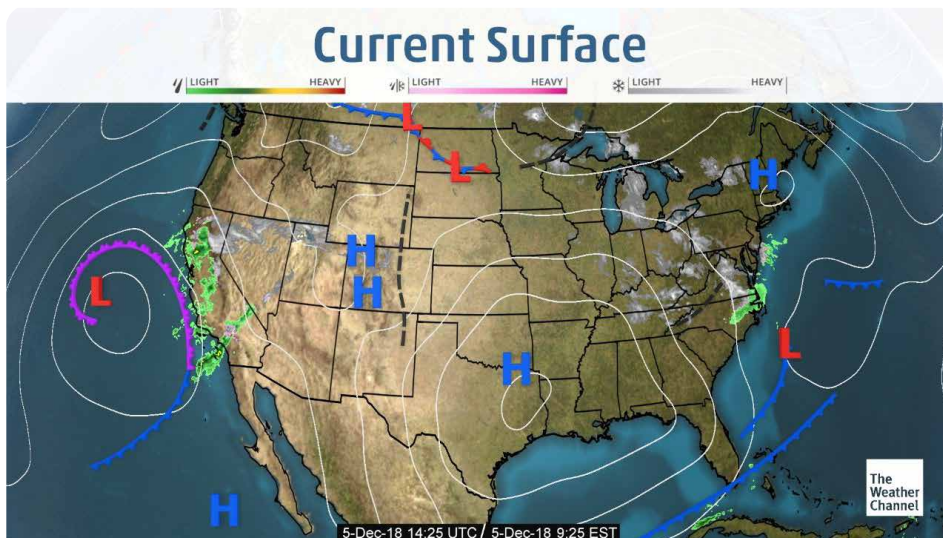 Current Surface
LIGHT HEAVY LIGHT HEAVY LIGHT HEAVY
L
L
H
H
H
L
L
H
H
The
Weather
Channel
5-Dec-18 14:25 UTC / 5-Dec-18 9:25 EST